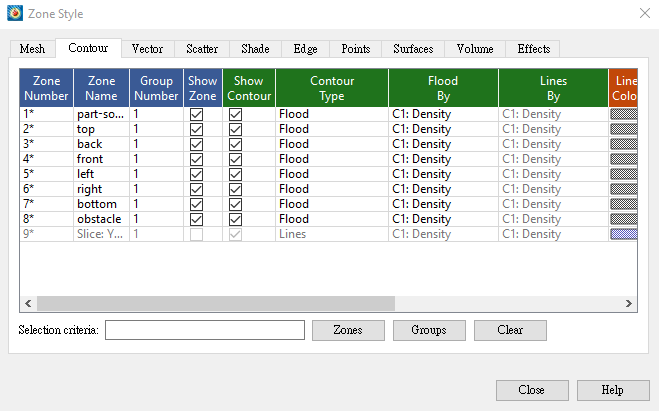 Zone Style
Mesh Contour Vector Scatter Shade Edge Points Surfaces Volume Effects
Zone Number Zone Name Group Number Show Zone Show Contour Contour Type Flood By Lines By Line Colo
1* part-so... 1 Flood C1: Density C1: Density
2* top 1 Flood C1: Density C1: Density
3* back 1 Flood C1: Density C1: Density
4* front 1 Flood C1: Density C1: Density
5* left 1 Flood C1: Density C1: Density
6* right 1 Flood C1: Density C1: Density
7* bottom 1 Flood C1: Density C1: Density
8* obstacle 1 Flood C1: Density C1: Density
9* Slice: Y... 1 Lines C1: Density C1: Density
Selection criteria: Zones Groups Clear
Close Help